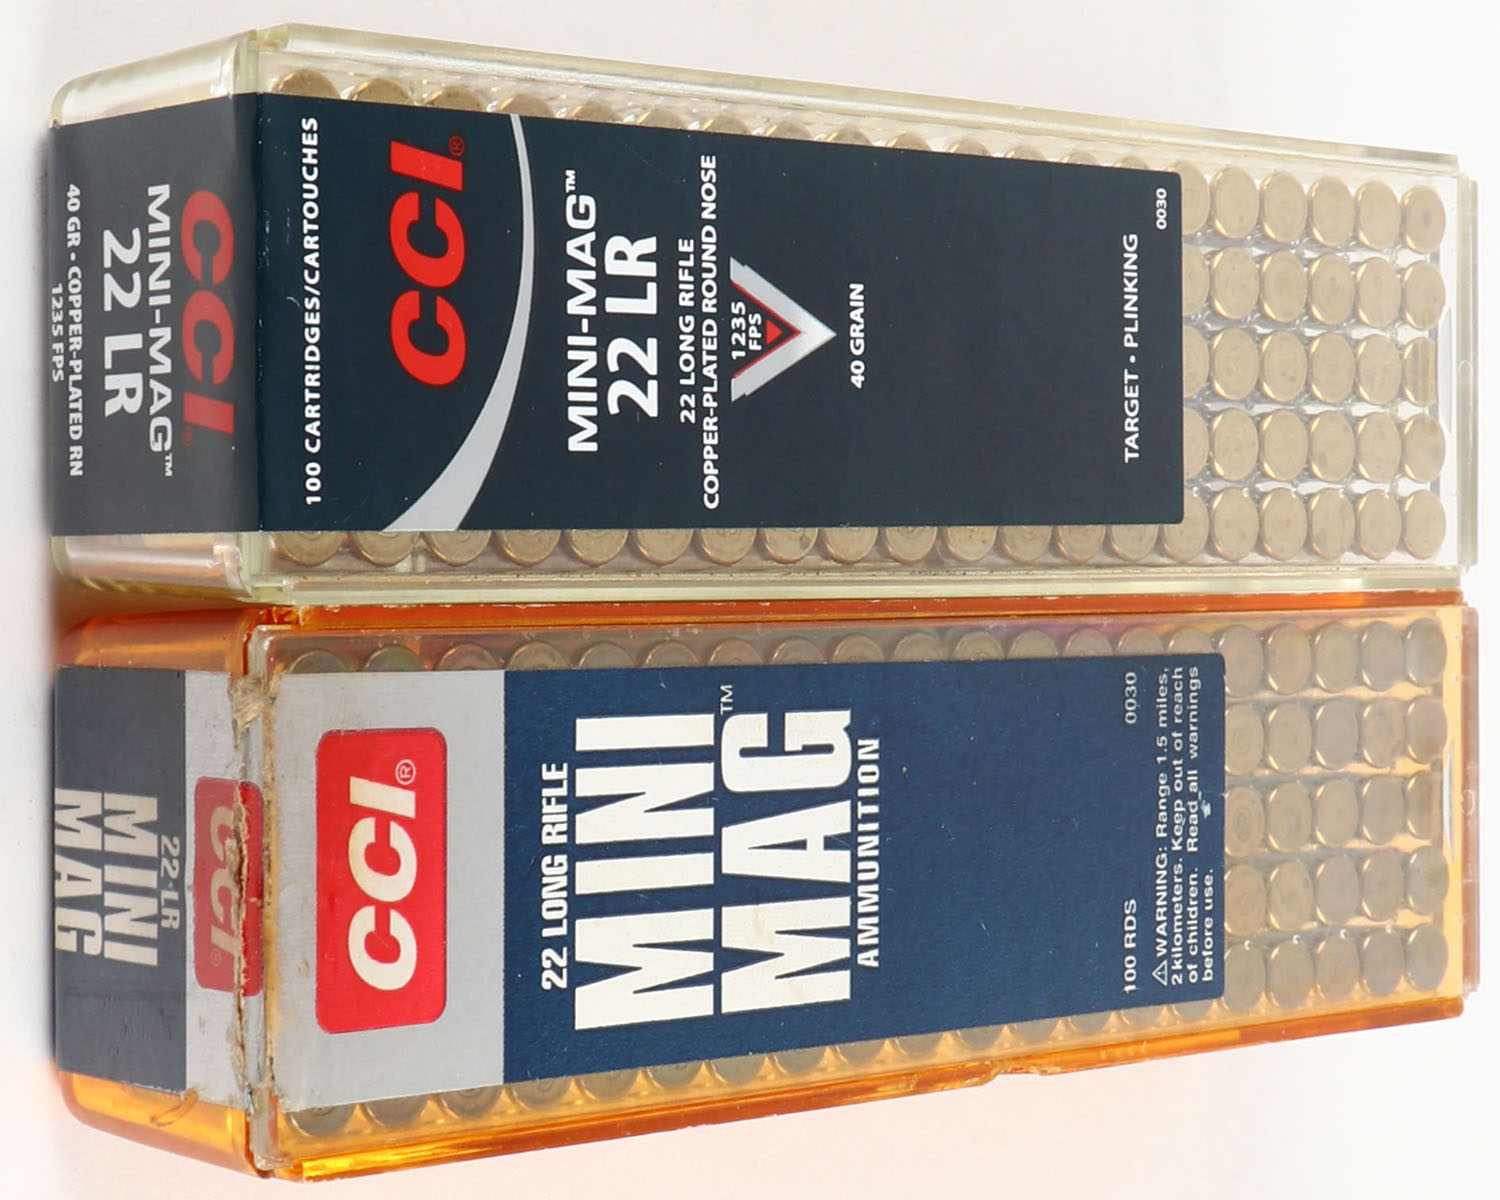 CCI®
MINI-MAG™
22 LR
40 GR • COPPER-PLATED RN
1235 FPS
100 CARTRIDGES/CARTOUCHES
CCI®
MINI-MAG™
22 LR
22 LONG RIFLE
COPPER-PLATED ROUND NOSE
1235
FPS
40 GRAIN
TARGET • PLINKING
0030
CCI®
22 LR
MINI
MAG
CCI®
22 LONG RIFLE
MINI
MAG™
AMMUNITION
100 RDS 0030
⚠WARNING: Range 1.5 miles,
2 kilometers. Keep out of reach
of children. Read all warnings
before use.